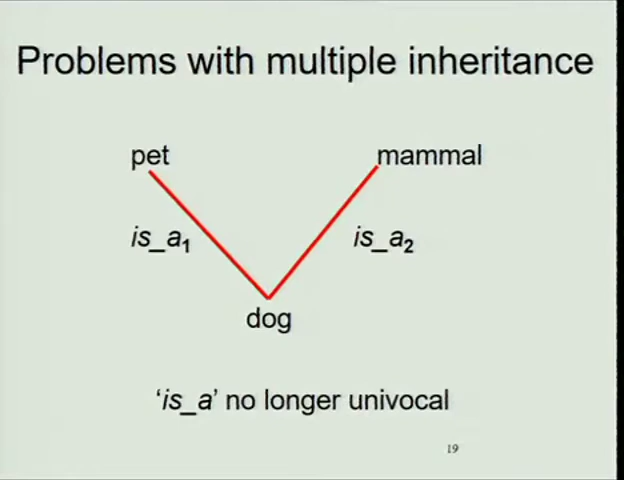 Problems with multiple inheritance
pet
mammal
is_a1
is_a2
dog
‘is_a’ no longer univocal
19